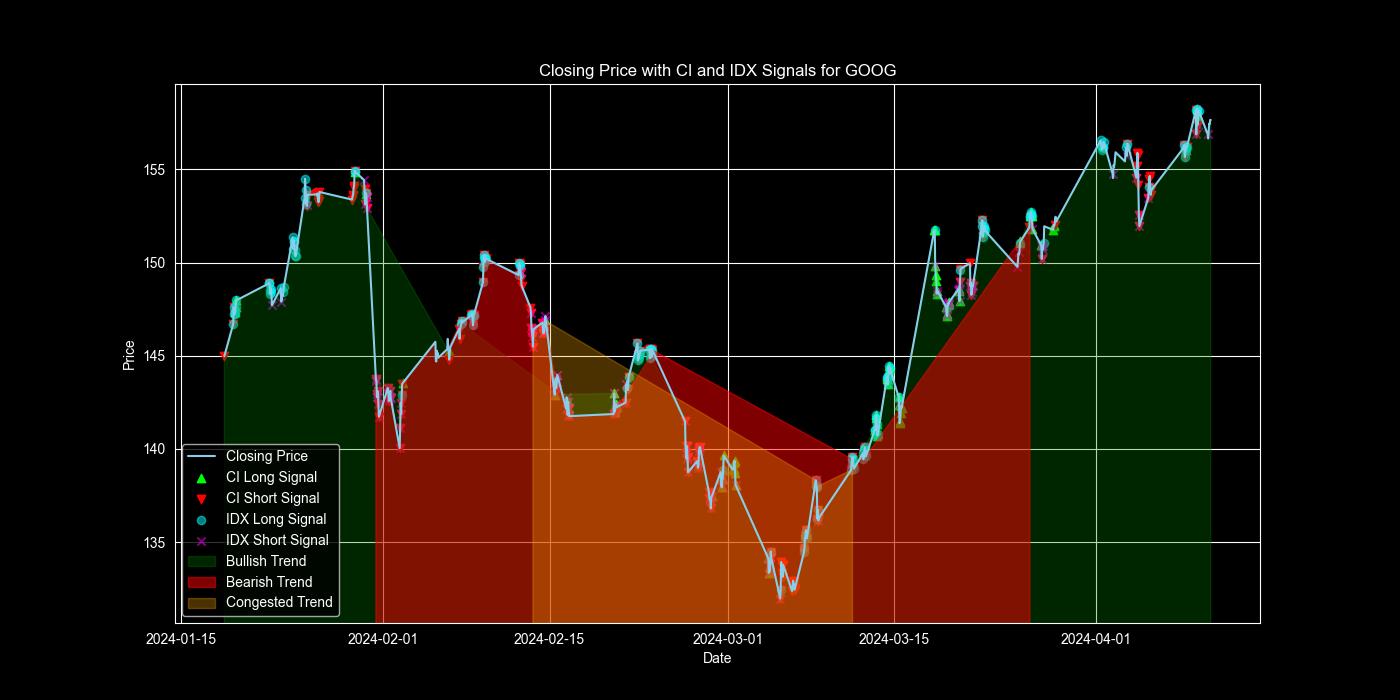 Closing Price with CI and IDX Signals for GOOG
155
150
145
140
135
Price
Closing Price
CI Long Signal
CI Short Signal
IDX Long Signal
IDX Short Signal
Bullish Trend
Bearish Trend
Congested Trend
2024-01-15 2024-02-01 2024-02-15 2024-03-01 2024-03-15 2024-04-01
Date